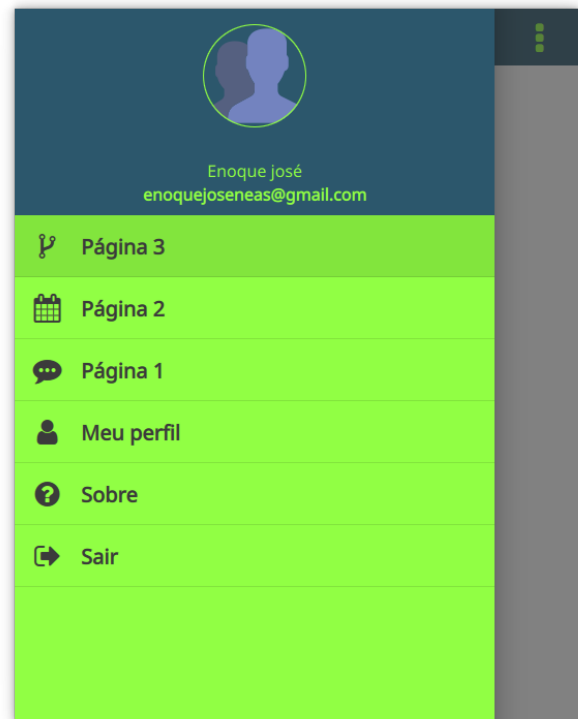 Enoque josé
enoquejoseneas@gmail.com
Página 3
Página 2
Página 1
Meu perfil
Sobre
Sair